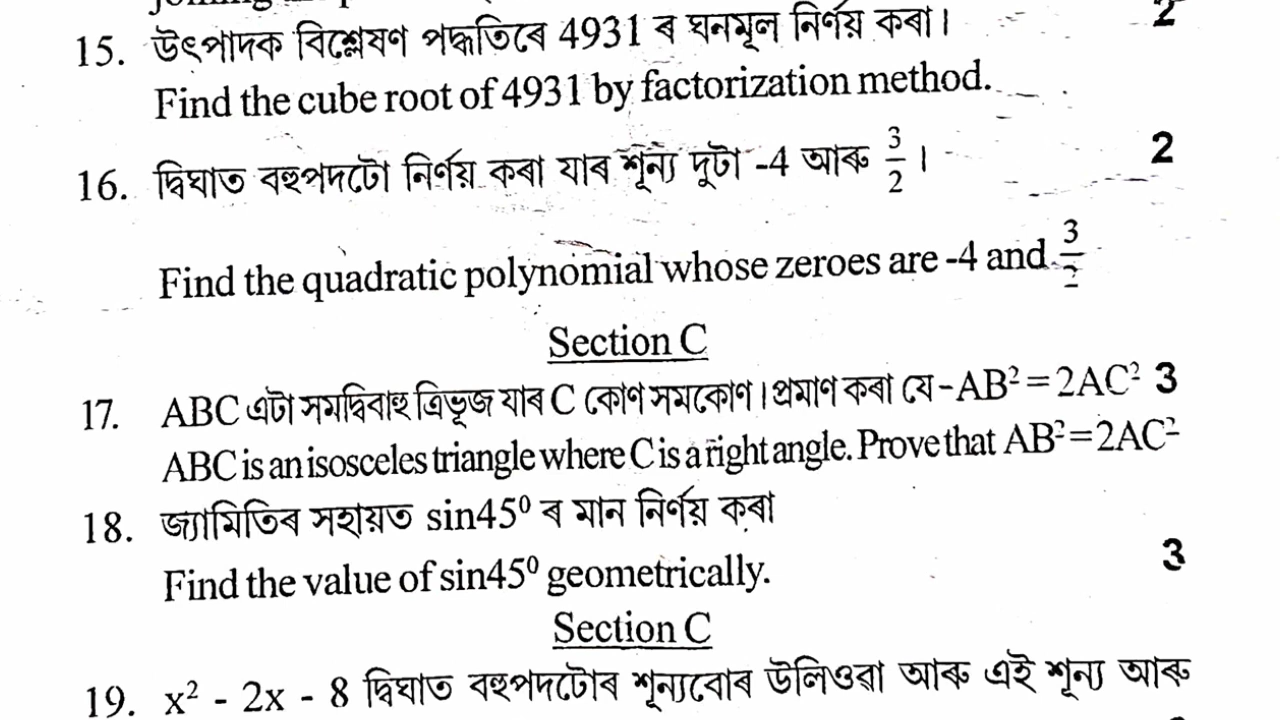 15. উৎপাদক বিশ্লেষণ পদ্ধতিৰে 4931 ৰ ঘনমূল নিৰ্ণয় কৰা। 2
Find the cube root of 4931 by factorization method.
16. দ্বিঘাত বহুপদটো নিৰ্ণয় কৰা যাৰ শূন্য দুটা -4 আৰু 3/2 । 2
Find the quadratic polynomial whose zeroes are -4 and 3/2
Section C
17. ABC এটা সমদ্বিবাহু ত্ৰিভূজ যাৰ C কোণ সমকোণ। প্ৰমাণ কৰা যে - AB² = 2AC² 3
ABC is an isosceles triangle where C is a right angle. Prove that AB² = 2AC²
18. জ্যামিতিৰ সহায়ত sin45⁰ ৰ মান নিৰ্ণয় কৰা
Find the value of sin45⁰ geometrically. 3
Section C
19. x² - 2x - 8 দ্বিঘাত বহুপদটোৰ শূন্যবোৰ উলিওৱা আৰু এই শূন্য আৰু